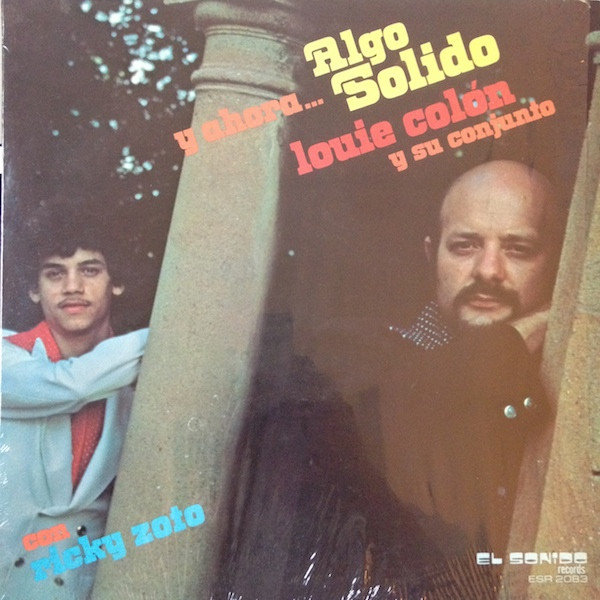 Algo
y ahora... Solido
louie colón
y su conjunto
con
ricky zoto
EL SONIDO
records
ESR 2083